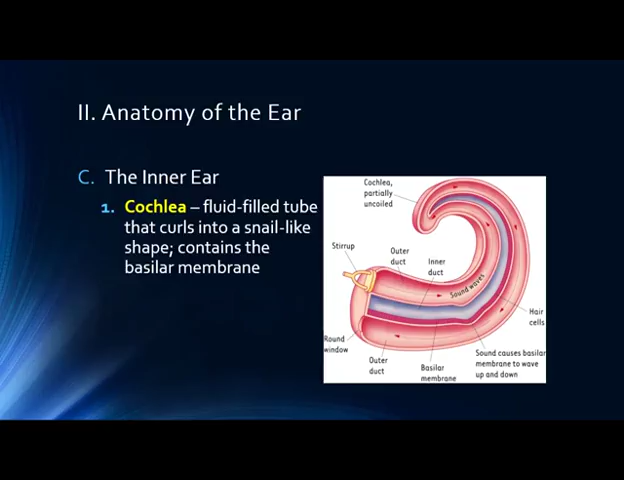 II. Anatomy of the Ear
C. The Inner Ear
1. Cochlea – fluid-filled tube
that curls into a snail-like
shape; contains the
basilar membrane
Cochlea,
partially
uncoiled
Stirrup
Outer
duct
Inner
duct
Sound waves
Hair
cells
Round
window
Outer
duct
Basilar
membrane
Sound causes basilar
membrane to wave
up and down